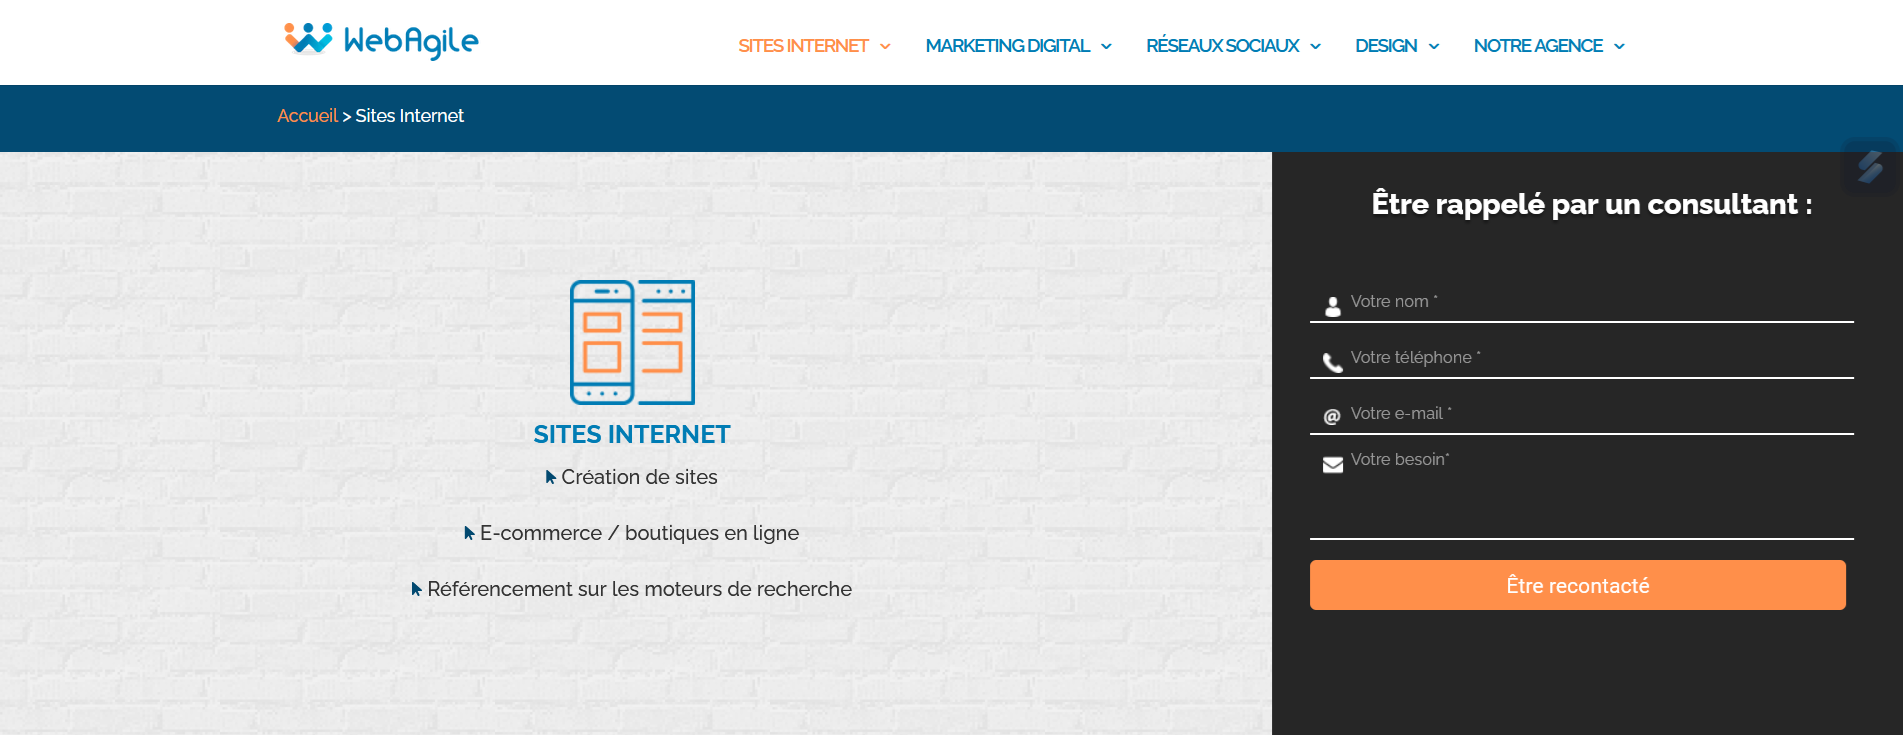 WebAgile
SITES INTERNET
MARKETING DIGITAL
RÉSEAUX SOCIAUX
DESIGN
NOTRE AGENCE
Accueil > Sites Internet
SITES INTERNET
Création de sites
E-commerce / boutiques en ligne
Référencement sur les moteurs de recherche
Être rappelé par un consultant :
Votre nom *
Votre téléphone *
@ Votre e-mail *
Votre besoin*
Être recontacté